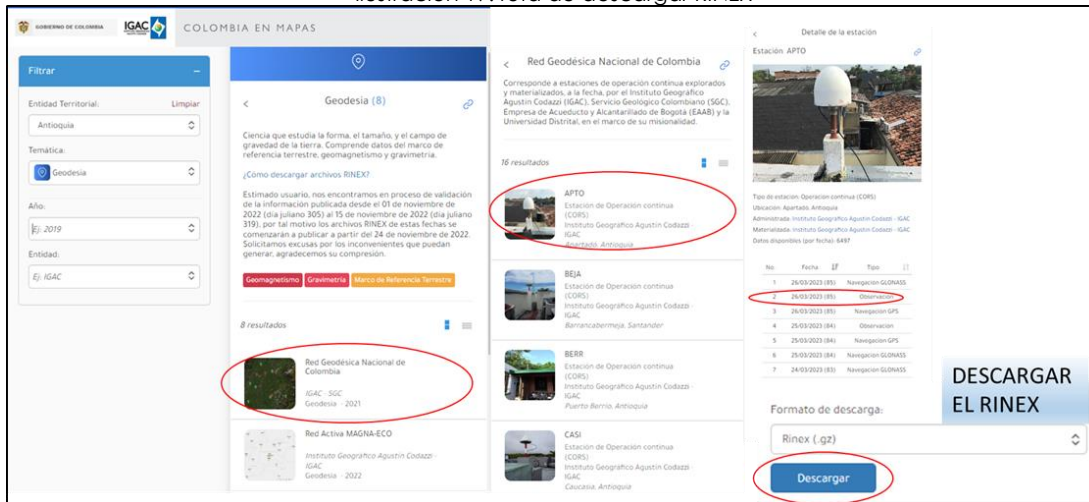 GOBIERNO DE COLOMBIA
IGAC
COLOMBIA EN MAPAS
Filtrar
Entidad Territorial:
Limpiar
Antioquia
Temática:
Geodesia
Año:
Ej: 2019
Entidad:
Ej: IGAC
Geodesia (8)
Ciencia que estudia la forma, el tamaño, y el campo de
gravedad de la tierra. Comprende datos del marco de
referencia terrestre, geomagnetismo y gravimetría.
¿Cómo descargar archivos RINEX?
Estimado usuario, nos encontramos en proceso de validación
de la información publicada desde el 01 de noviembre de
2022 (día juliano 305) al 15 de noviembre de 2022 (día juliano
319), por tal motivo los archivos RINEX de estas fechas se
comenzarán a publicar a partir del 24 de noviembre de 2022.
Solicitamos excusas por los inconvenientes que puedan
generar, agradecemos su compresión.
Geomagnetismo
Gravimetría
Marco de Referencia Terrestre
8 resultados
Red Geodésica Nacional de
Colombia
IGAC - SGC
Geodesia - 2021
Red Activa MAGNA-ECO
Instituto Geográfico Agustín Codazzi -
IGAC
Geodesia - 2022
Red Geodésica Nacional de Colombia
Corresponde a estaciones de operación continua explorados
y materializados, a la fecha, por el Instituto Geográfico
Agustín Codazzi (IGAC), Servicio Geológico Colombiano (SGC),
Empresa de Acueducto y Alcantarillado de Bogotá (EAAB) y la
Universidad Distrital, en el marco de su misionalidad.
16 resultados
APTO
Estación de Operación continua
(CORS)
Instituto Geográfico Agustín Codazzi -
IGAC
Apartadó, Antioquia
BEJA
Estación de Operación continua
(CORS)
Instituto Geográfico Agustín Codazzi -
IGAC
Barrancabermeja, Santander
BERR
Estación de Operación continua
(CORS)
Instituto Geográfico Agustín Codazzi -
IGAC
Puerto Berrío, Antioquia
CASI
Estación de Operación continua
(CORS)
Instituto Geográfico Agustín Codazzi -
IGAC
Caucasia, Antioquia
Detalle de la estación
Estación APTO
Tipo de estación: Operación continua (CORS)
Ubicación: Apartadó, Antioquia
Administrada: Instituto Geográfico Agustín Codazzi - IGAC
Materializada: Instituto Geográfico Agustín Codazzi - IGAC
Datos disponibles (por fecha): 6497
No. Fecha Tipo
1 26/03/2023 (85) Navegación GLONASS
2 26/03/2023 (85) Observación
3 26/03/2023 (85) Navegación GPS
4 25/03/2023 (84) Observación
5 25/03/2023 (84) Navegación GPS
6 25/03/2023 (84) Navegación GLONASS
7 24/03/2023 (83) Navegación GLONASS
DESCARGAR
EL RINEX
Formato de descarga:
Rinex (.gz)
Descargar